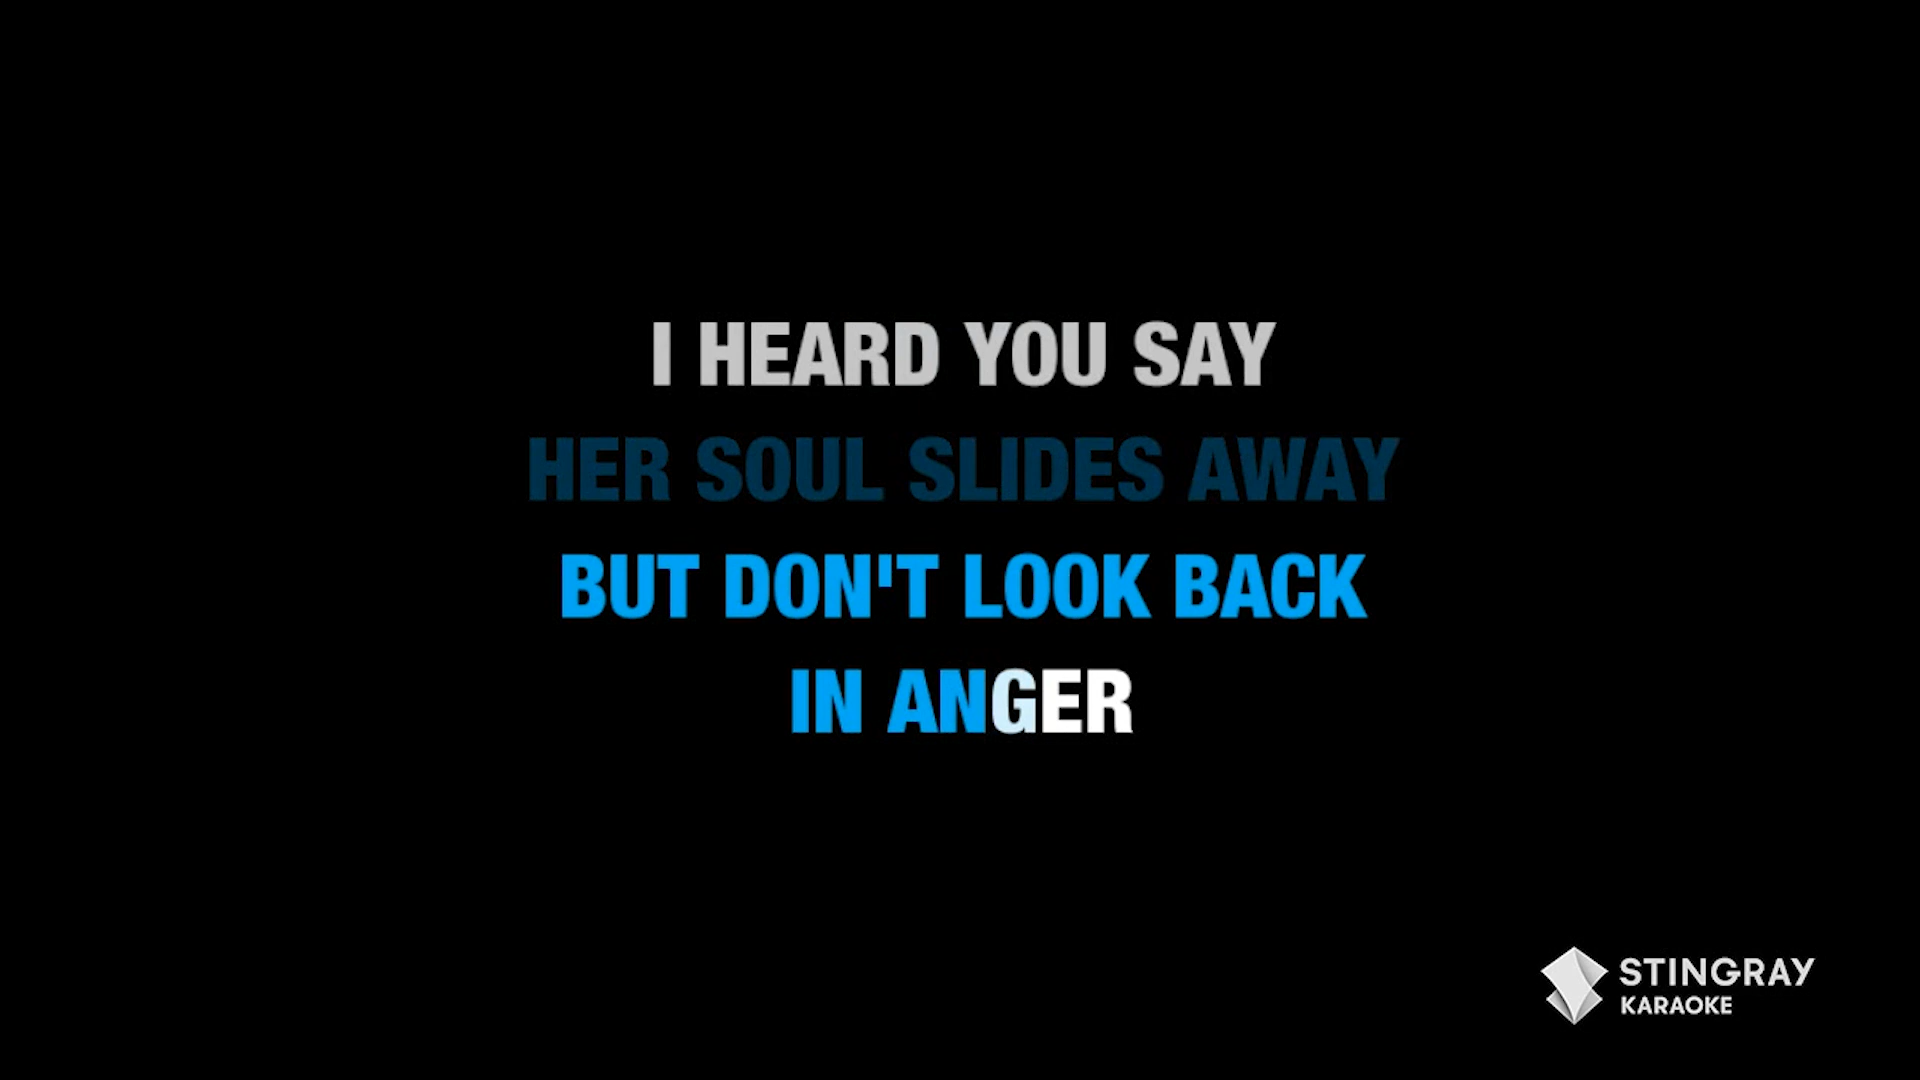 I HEARD YOU SAY
HER SOUL SLIDES AWAY
BUT DON'T LOOK BACK
IN ANGER
STINGRAY
KARAOKE